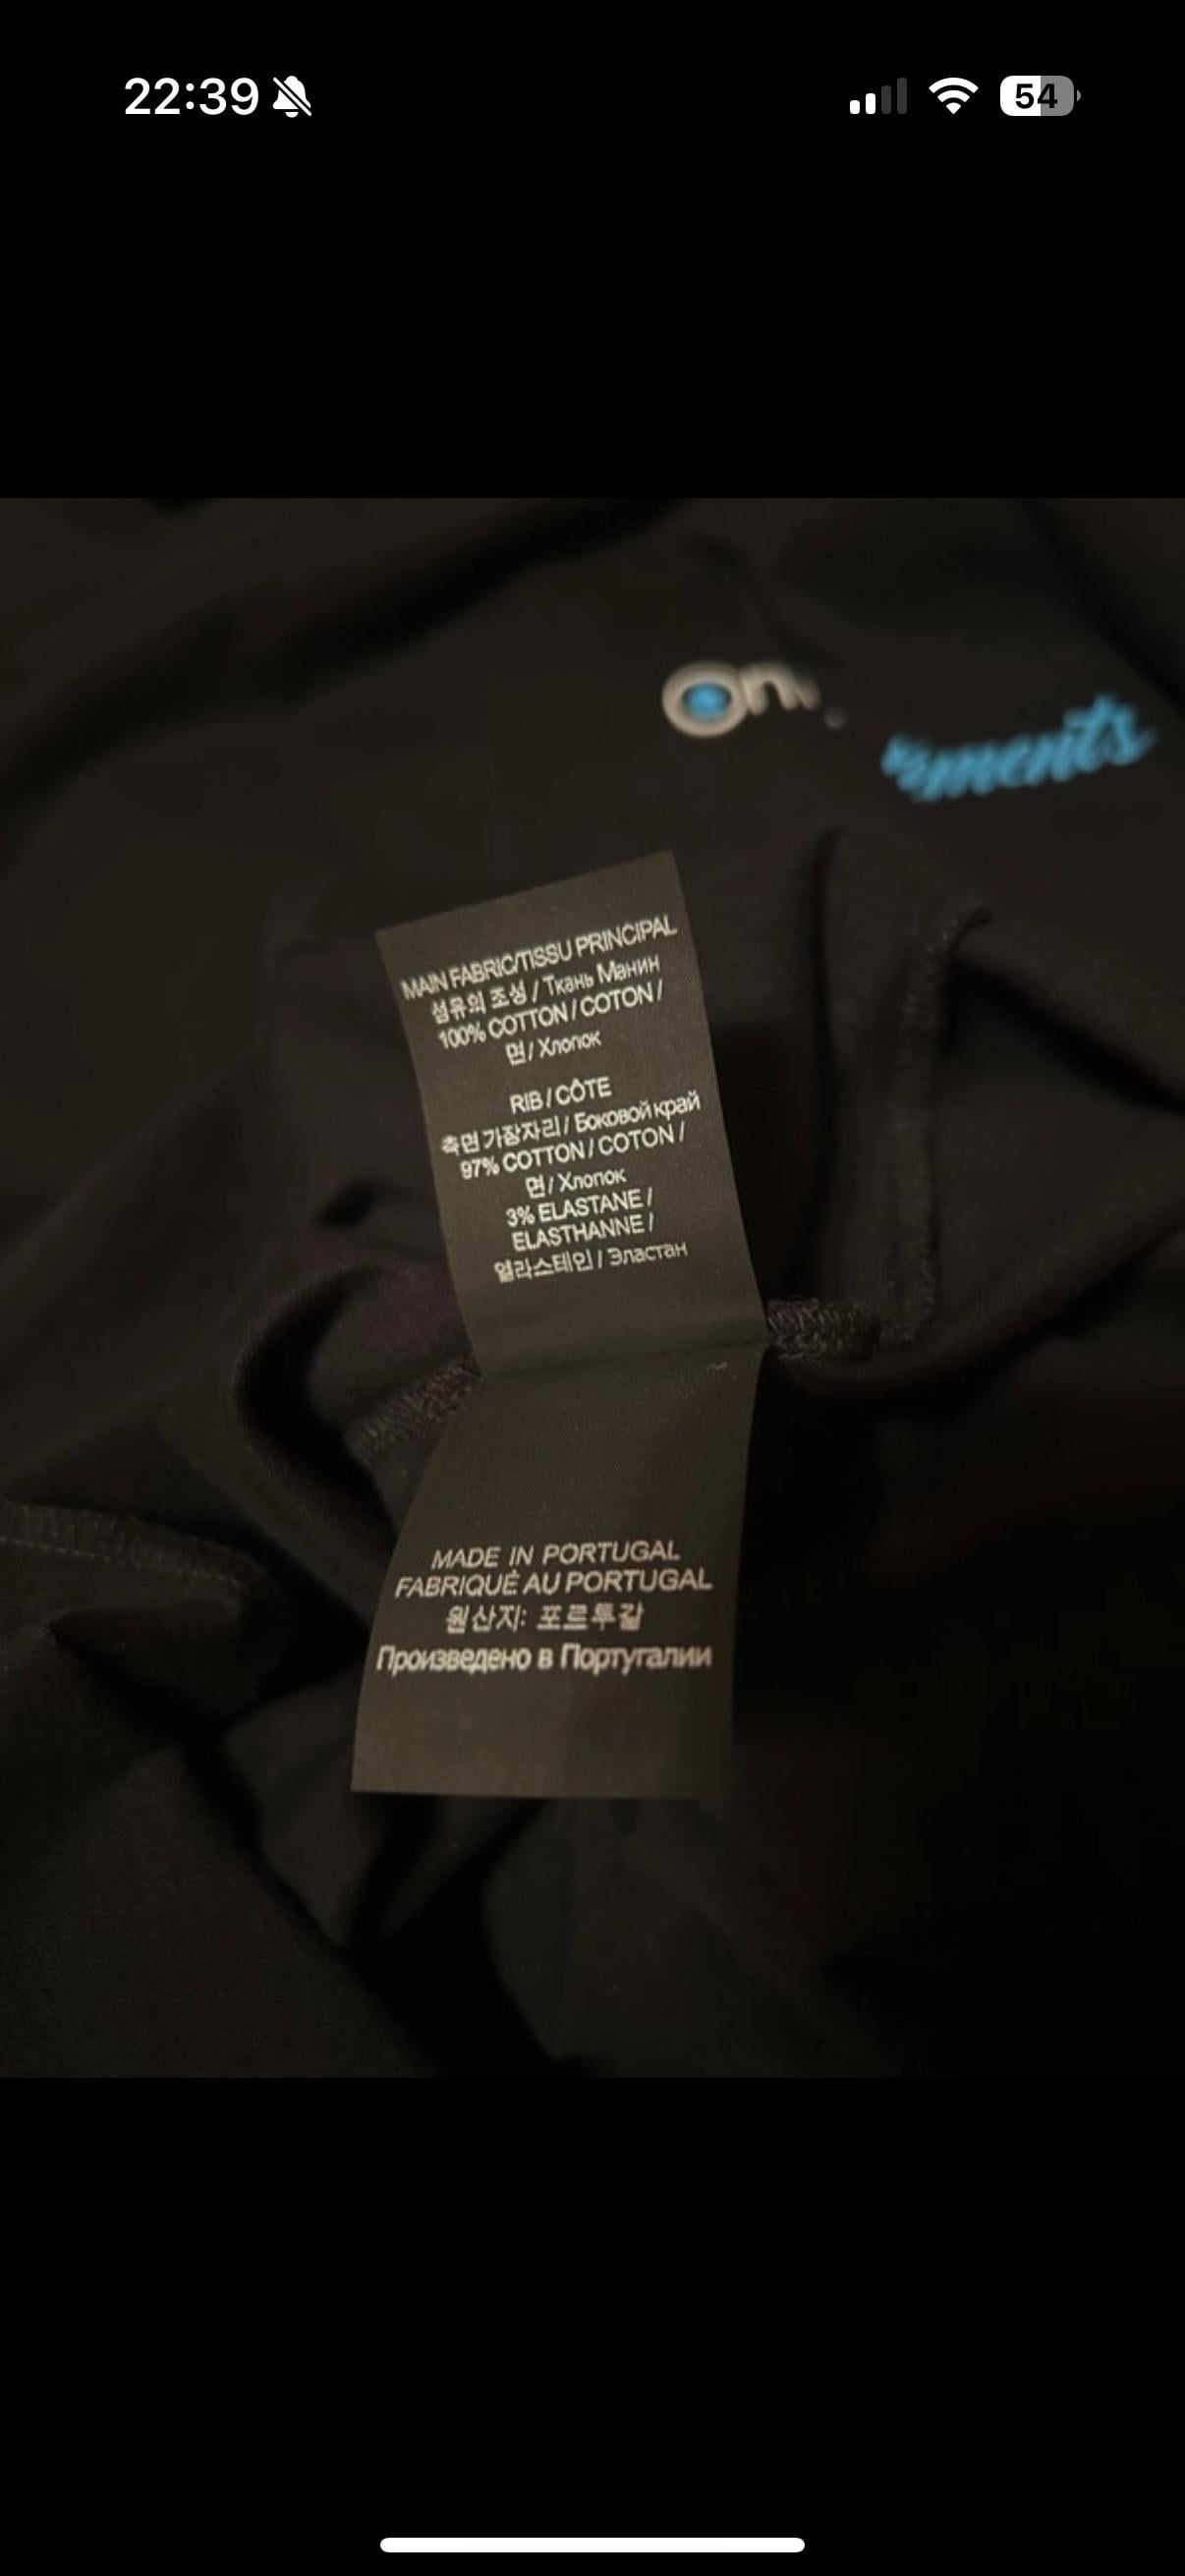 22:39
54
ements
MAIN FABRIC/TISSU PRINCIPAL
섬유의 조성 / Ткань Манин
100% COTTON / COTON /
면 / Хлопок
RIB / CÔTE
측면 가장자리 / Боковой край
97% COTTON / COTON /
면 / Хлопок
3% ELASTANE /
ELASTHANNE /
엘라스테인 / Эластан
MADE IN PORTUGAL
FABRIQUÉ AU PORTUGAL
원산지: 포르투갈
Произведено в Португалии